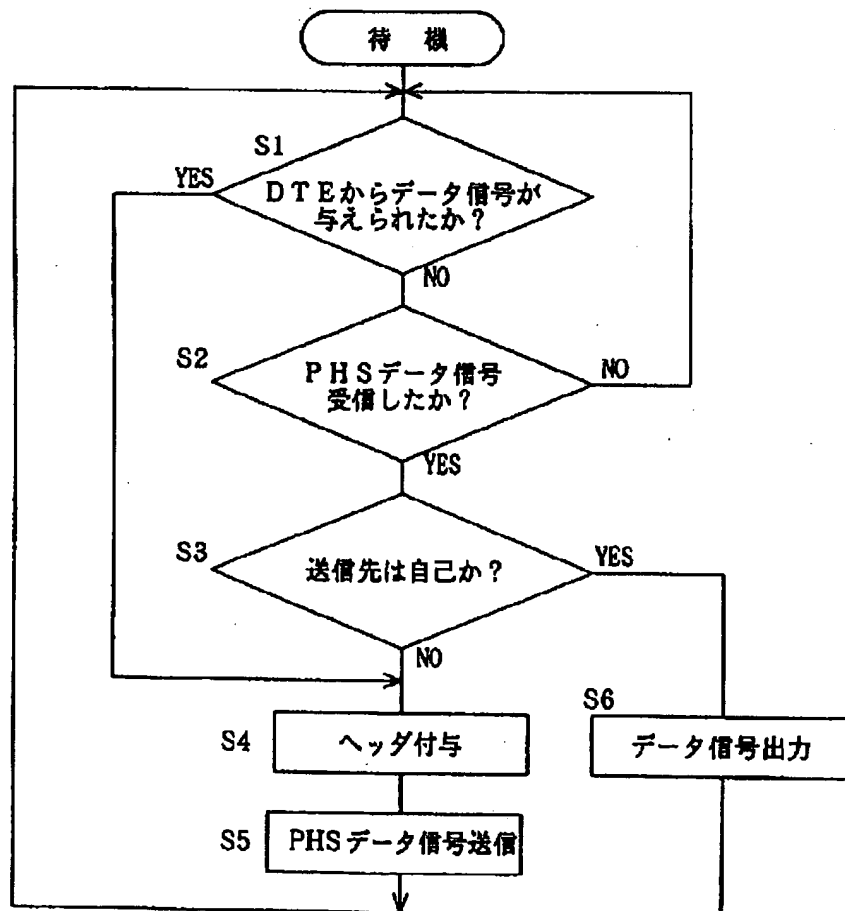 待 機
S1
YES
DTEからデータ信号が
与えられたか?
NO
S2
PHSデータ信号
受信したか?
NO
YES
S3
送信先は自己か?
YES
NO
S4
ヘッダ付与
S6
データ信号出力
S5
PHSデータ信号送信